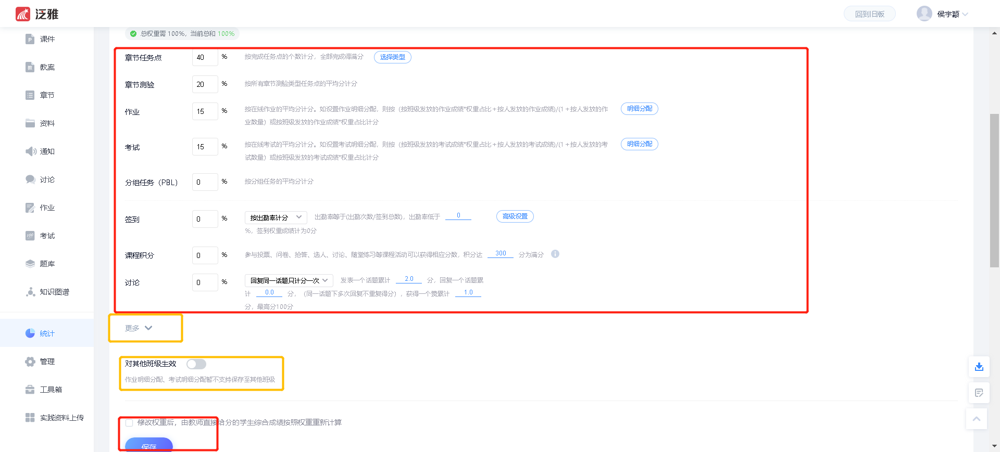 泛雅
回到旧版
侯宇颖
课件
教案
章节
资料
通知
讨论
作业
考试
题库
知识图谱
统计
管理
工具箱
实践资料上传
总权重需 100%，当前总和 100%
章节任务点 40 % 按完成任务点的个数计分，全部完成得满分 选择类型
章节测验 20 % 按所有章节测验类型任务点的平均分计分
作业 15 % 按在线作业的平均分计分。如设置作业明细分配，则按（按班级发放的作业成绩*权重占比＋按人发放的作业成绩)/(1＋按人发放的作 明细分配
业数量）或按班级发放的作业成绩*权重占比计分
考试 15 % 按在线考试的平均分计分。如设置考试明细分配，则按（按班级发放的考试成绩*权重占比＋按人发放的考试成绩)/(1＋按人发放的考 明细分配
试数量）或按班级发放的考试成绩*权重占比计分
分组任务（PBL） 0 % 按分组任务的平均分计分
签到 0 % 按出勤率计分 出勤率等于(出勤次数/签到总数)，出勤率低于 0 高级设置
%，签到权重成绩计为0分
课程积分 0 % 参与投票、问卷、抢答、选人、讨论、随堂练习等课程活动可以获得相应分数，积分达 300 分为满分
讨论 0 % 回复同一话题只计分一次 发表一个话题累计 2.0 分，回复一个话题累
计 0.0 分，（同一话题下多次回复不重复得分），获得一个赞累计 1.0
分，最高分100分
更多
对其他班级生效
作业明细分配、考试明细分配暂不支持保存至其他班级
修改权重后，由教师直接给分的学生综合成绩按照权重重新计算
保存